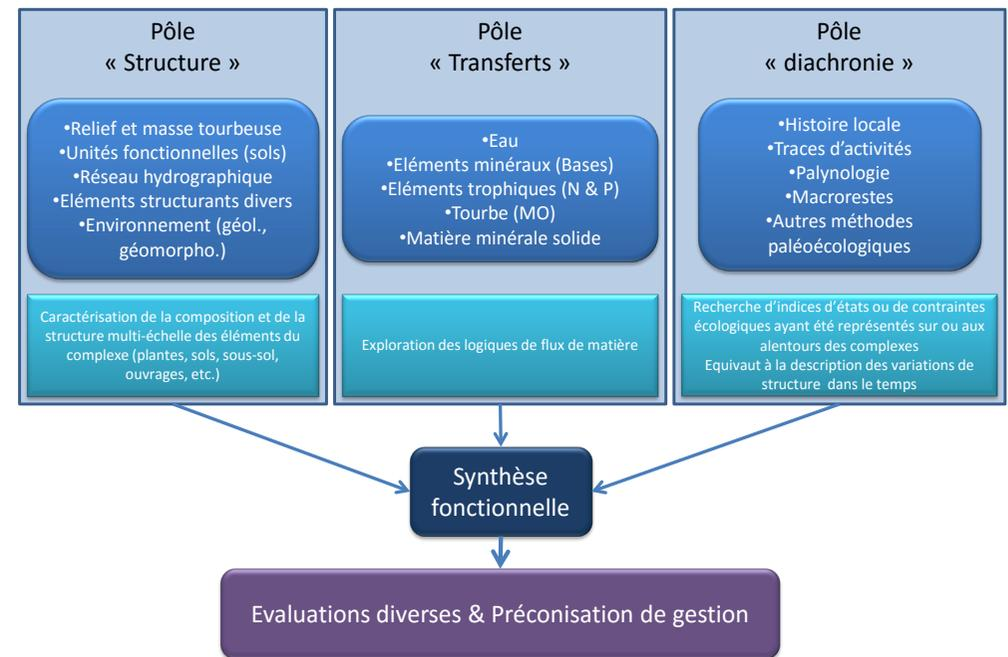 Pôle
« Structure »
•Relief et masse tourbeuse
•Unités fonctionnelles (sols)
•Réseau hydrographique
•Eléments structurants divers
•Environnement (géol.,
géomorpho.)
Caractérisation de la composition et de la
structure multi-échelle des éléments du
complexe (plantes, sols, sous-sol,
ouvrages, etc.)
Pôle
« Transferts »
•Eau
•Eléments minéraux (Bases)
•Eléments trophiques (N & P)
•Tourbe (MO)
•Matière minérale solide
Exploration des logiques de flux de matière
Pôle
« diachronie »
•Histoire locale
•Traces d'activités
•Palynologie
•Macrorestes
•Autres méthodes
paléoécologiques
Recherche d'indices d'états ou de contraintes
écologiques ayant été représentés sur ou aux
alentours des complexes
Equivaut à la description des variations de
structure dans le temps
Synthèse
fonctionnelle
Evaluations diverses & Préconisation de gestion